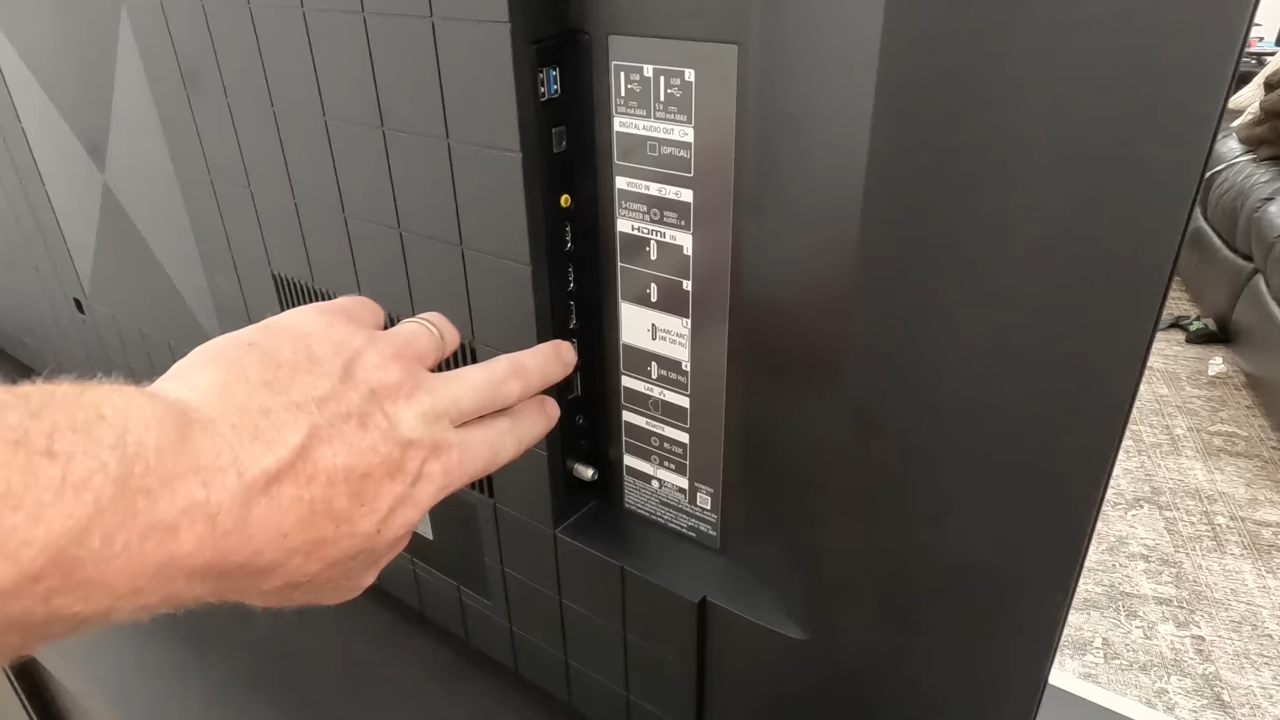 1 2
USB USB
5 V 5 V
500 mA MAX 900 mA MAX
DIGITAL AUDIO OUT
(OPTICAL)
VIDEO IN
S-CENTER
SPEAKER IN
VIDEO/
AUDIO L-R
HDMI IN
1
2
3
(eARC/ARC)
(4K 120 Hz)
4
(4K 120 Hz)
LAN
REMOTE
RS-232C
IR IN
CABLE/
ANTENNA